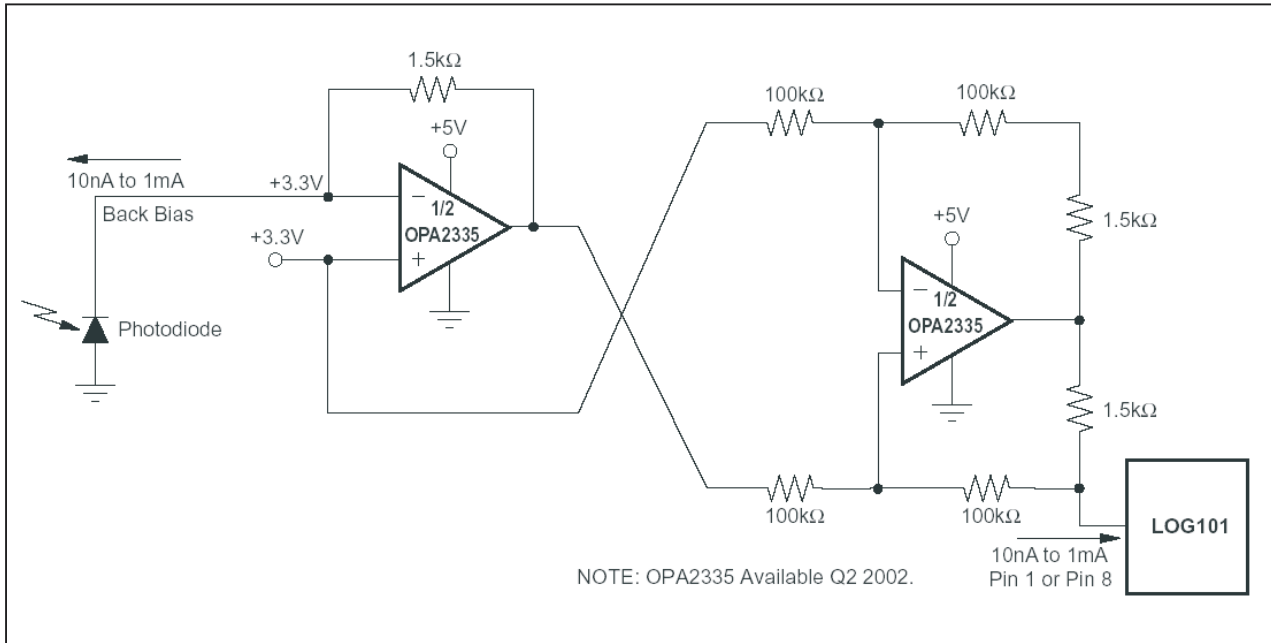 1.5kΩ
100kΩ
100kΩ
+5V
10nA to 1mA
+3.3V
Back Bias
−
1/2
OPA2335
+
+3.3V
1.5kΩ
+5V
−
1/2
OPA2335
+
Photodiode
1.5kΩ
100kΩ
100kΩ
LOG101
10nA to 1mA
Pin 1 or Pin 8
NOTE: OPA2335 Available Q2 2002.